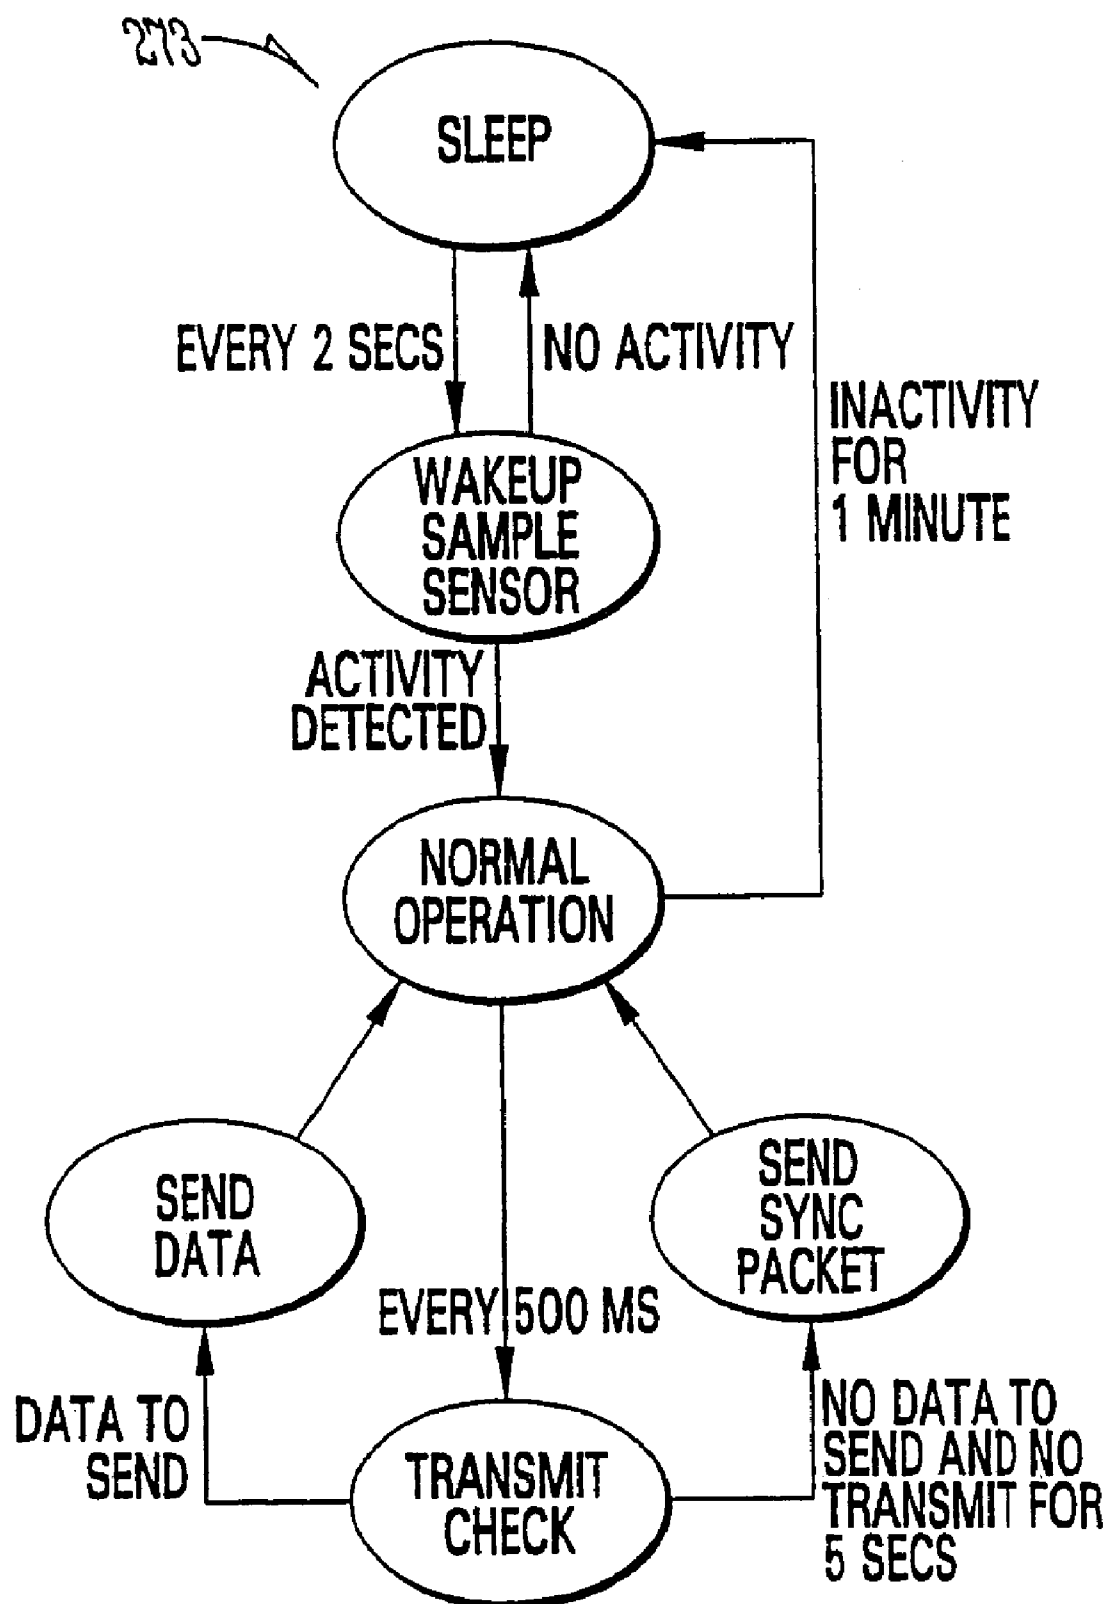 273
SLEEP
EVERY 2 SECS
NO ACTIVITY
INACTIVITY
FOR
1 MINUTE
WAKEUP
SAMPLE
SENSOR
ACTIVITY
DETECTED
NORMAL
OPERATION
SEND
DATA
SEND
SYNC
PACKET
EVERY 500 MS
DATA TO
SEND
TRANSMIT
CHECK
NO DATA TO
SEND AND NO
TRANSMIT FOR
5 SECS